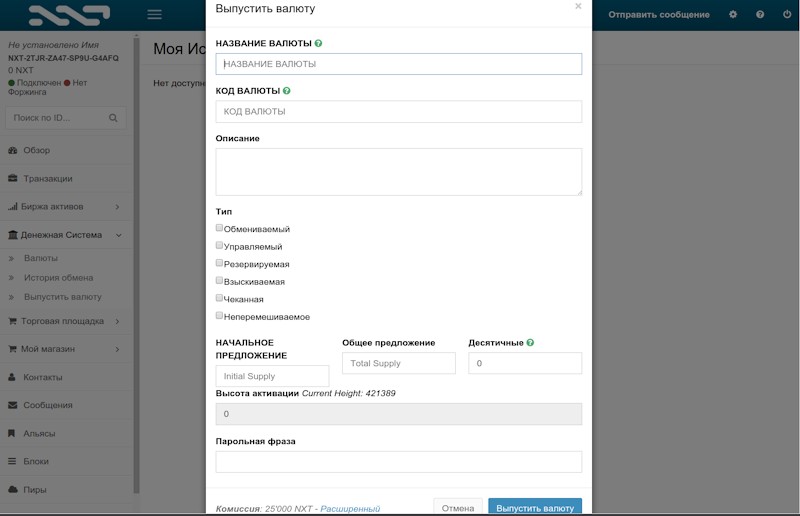 Выпустить валюту
×
Отправить сообщение
Не установлено Имя
NXT-2TJR-ZA47-SP9U-G4AFQ
0 NXT
Подключен Нет
Форжинга
Поиск по ID...
Обзор
Транзакции
Биржа активов
Денежная Система
Валюты
История обмена
Выпустить валюту
Торговая площадка
Мой магазин
Контакты
Сообщения
Альясы
Блоки
Пиры
Моя Ис
Нет доступн
НАЗВАНИЕ ВАЛЮТЫ
НАЗВАНИЕ ВАЛЮТЫ
КОД ВАЛЮТЫ
КОД ВАЛЮТЫ
Описание
Тип
Обмениваемый
Управляемый
Резервируемая
Взыскиваемая
Чеканная
Неперемешиваемое
НАЧАЛЬНОЕ ПРЕДЛОЖЕНИЕ
Initial Supply
Общее предложение
Total Supply
Десятичные
0
Высота активации Current Height: 421389
0
Парольная фраза
Комиссия: 25'000 NXT - Расширенный
Отмена
Выпустить валюту